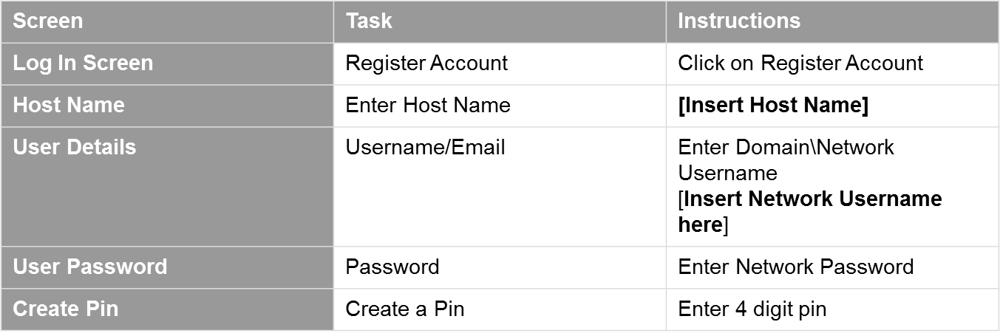 Screen Task Instructions
Log In Screen Register Account Click on Register Account
Host Name Enter Host Name [Insert Host Name]
User Details Username/Email Enter Domain\Network
Username
[Insert Network Username
here]
User Password Password Enter Network Password
Create Pin Create a Pin Enter 4 digit pin